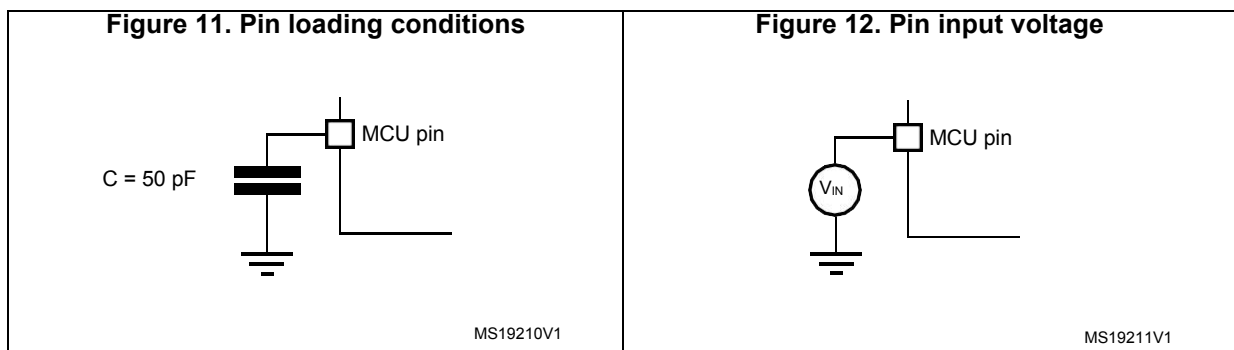 Figure 11. Pin loading conditions
MCU pin
C = 50 pF
MS19210V1
Figure 12. Pin input voltage
MCU pin
VIN
MS19211V1